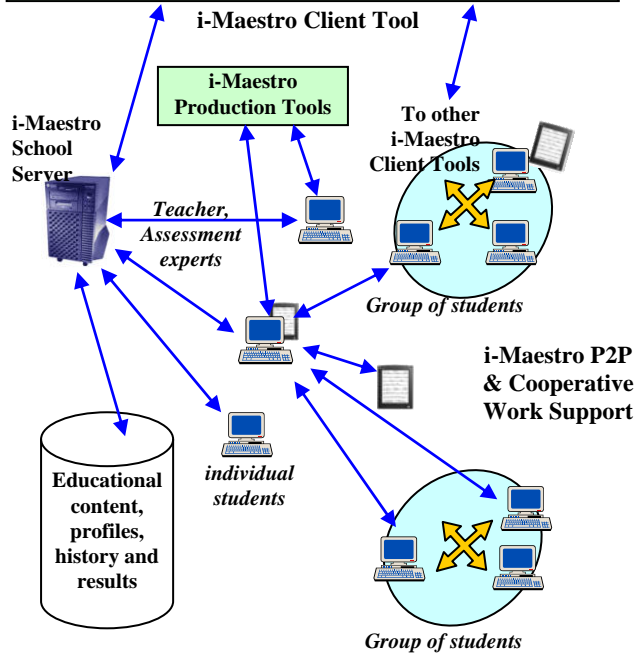 i-Maestro Client Tool
i-Maestro
Production Tools
i-Maestro
School
Server
To other
i-Maestro
Client Tools
Teacher,
Assessment
experts
Group of students
i-Maestro P2P
& Cooperative
Work Support
individual
students
Educational
content,
profiles,
history and
results
Group of students